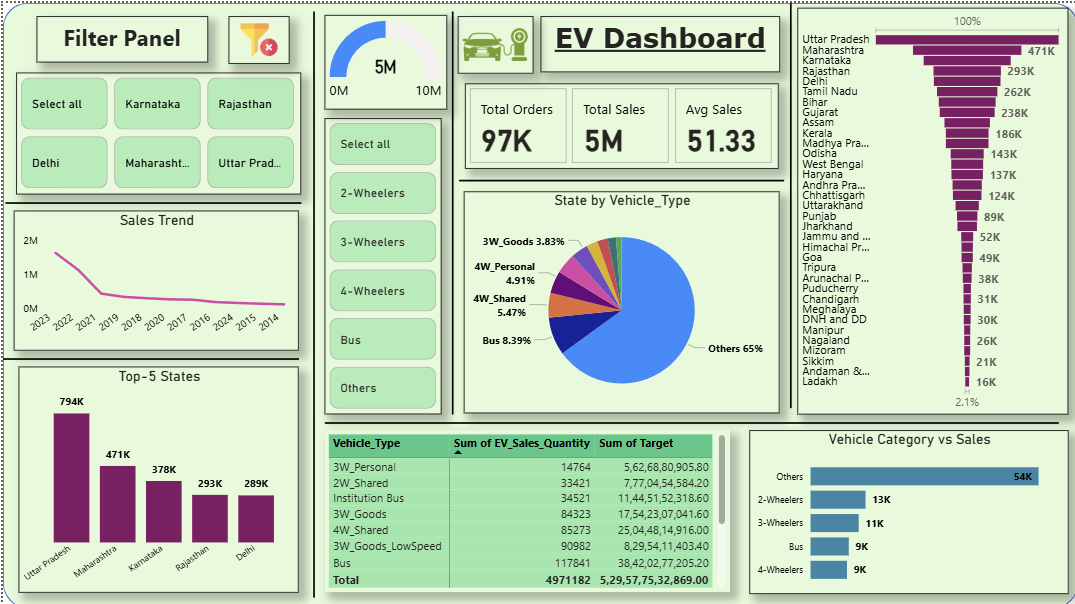 Filter Panel
Select all
Karnataka
Rajasthan
Delhi
Maharasht...
Uttar Prad...
Sales Trend
2M
1M
0M
2023
2022
2021
2019
2018
2020
2017
2016
2024
2015
2014
Top-5 States
794K
471K
378K
293K
289K
Uttar Pradesh
Maharashtra
Karnataka
Rajasthan
Delhi
5M
0M
10M
Select all
2-Wheelers
3-Wheelers
4-Wheelers
Bus
Others
EV Dashboard
Total Orders
97K
Total Sales
5M
Avg Sales
51.33
State by Vehicle_Type
3W_Goods 3.83%
4W_Personal
4.91%
4W_Shared
5.47%
Bus 8.39%
Others 65%
100%
Uttar Pradesh
Maharashtra 471K
Karnataka
Rajasthan 293K
Delhi
Tamil Nadu 262K
Bihar
Gujarat 238K
Assam
Kerala 186K
Madhya Pra...
Odisha 143K
West Bengal
Haryana 137K
Andhra Pra...
Chhattisgarh 124K
Uttarakhand
Punjab 89K
Jharkhand
Jammu and ... 52K
Himachal Pr...
Goa 49K
Tripura
Arunachal P... 38K
Puducherry
Chandigarh 31K
Meghalaya
DNH and DD 30K
Manipur
Nagaland 26K
Mizoram
Sikkim 21K
Andaman &...
Ladakh 16K
2.1%
Vehicle_Type Sum of EV_Sales_Quantity Sum of Target
3W_Personal 14764 5,62,68,80,905.80
2W_Shared 33421 7,77,04,54,584.20
Institution Bus 34521 11,44,51,52,318.60
3W_Goods 84323 17,54,23,07,041.60
4W_Shared 85273 25,04,48,14,916.00
3W_Goods_LowSpeed 90982 8,29,54,11,403.40
Bus 117841 38,42,02,77,205.20
Total 4971182 5,29,57,75,32,869.00
Vehicle Category vs Sales
Others 54K
2-Wheelers 13K
3-Wheelers 11K
Bus 9K
4-Wheelers 9K